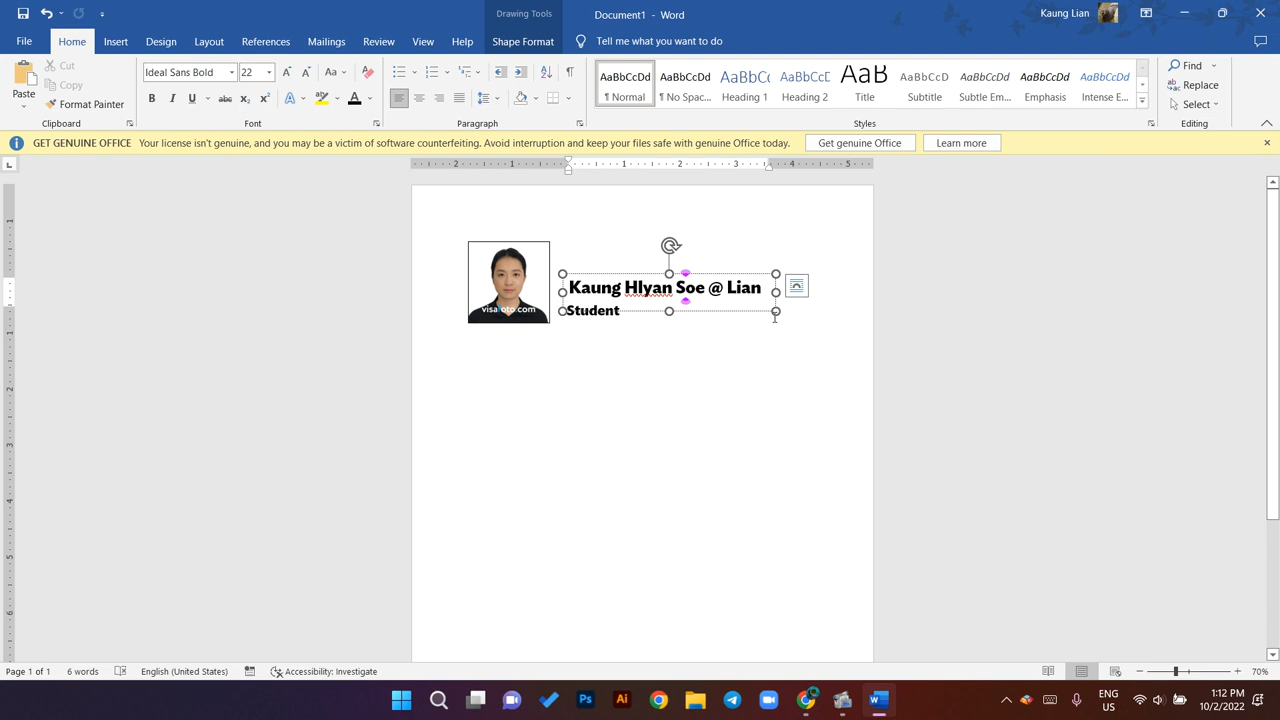 Drawing Tools
Document1 - Word
Kaung Lian
File
Home
Insert
Design
Layout
References
Mailings
Review
View
Help
Shape Format
Tell me what you want to do
Paste
Cut
Copy
Format Painter
Clipboard
Ideal Sans Bold
22
Font
Paragraph
AaBbCcDd
¶ Normal
AaBbCcDd
¶ No Spac...
AaBbCc
Heading 1
AaBbCcD
Heading 2
AaB
Title
AaBbCcDd
Subtitle
AaBbCcDd
Subtle Em...
AaBbCcDd
Emphasis
AaBbCcDd
Intense E...
Styles
Find
Replace
Select
Editing
GET GENUINE OFFICE Your license isn't genuine, and you may be a victim of software counterfeiting. Avoid interruption and keep your files safe with genuine Office today.
Get genuine Office
Learn more
Kaung Hlyan Soe @ Lian
Student
visafoto.com
Page 1 of 1
6 words
English (United States)
Accessibility: Investigate
70%
ENG
US
1:12 PM
10/2/2022